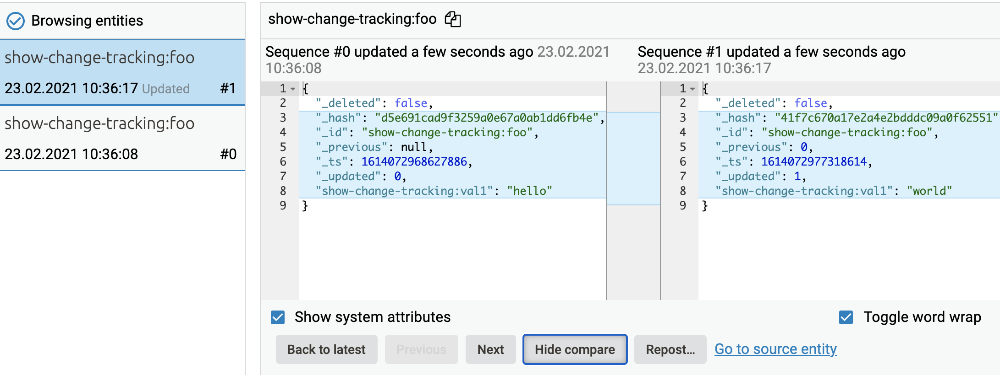 Browsing entities
show-change-tracking:foo
23.02.2021 10:36:17 Updated #1
show-change-tracking:foo
23.02.2021 10:36:08 #0
show-change-tracking:foo
Sequence #0 updated a few seconds ago 23.02.2021
10:36:08
1 {
2 "_deleted": false,
3 "_hash": "d5e691cad9f3259a0e67a0ab1dd6fb4e",
4 "_id": "show-change-tracking:foo",
5 "_previous": null,
6 "_ts": 1614072968627886,
7 "_updated": 0,
8 "show-change-tracking:val1": "hello"
9 }
Sequence #1 updated a few seconds ago
23.02.2021 10:36:17
1 {
2 "_deleted": false,
3 "_hash": "41f7c670a17e2a4e2bdddc09a0f62551"
4 "_id": "show-change-tracking:foo",
5 "_previous": 0,
6 "_ts": 1614072977318614,
7 "_updated": 1,
8 "show-change-tracking:val1": "world"
9 }
Show system attributes
Toggle word wrap
Back to latest
Previous
Next
Hide compare
Repost...
Go to source entity